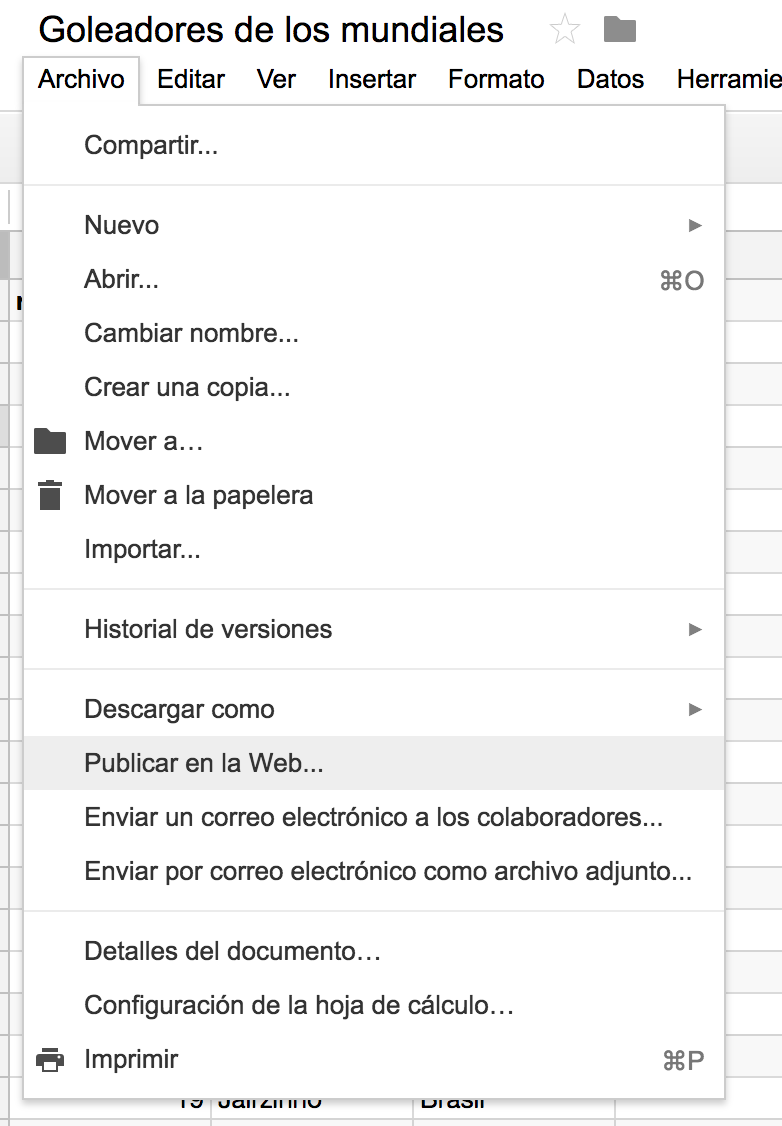 Goleadores de los mundiales
Archivo Editar Ver Insertar Formato Datos Herramie
Compartir...
Nuevo ►
Abrir... ⌘O
Cambiar nombre...
Crear una copia...
Mover a…
Mover a la papelera
Importar...
Historial de versiones ►
Descargar como ►
Publicar en la Web...
Enviar un correo electrónico a los colaboradores...
Enviar por correo electrónico como archivo adjunto...
Detalles del documento…
Configuración de la hoja de cálculo…
Imprimir ⌘P
19 Jairzinho Brasil